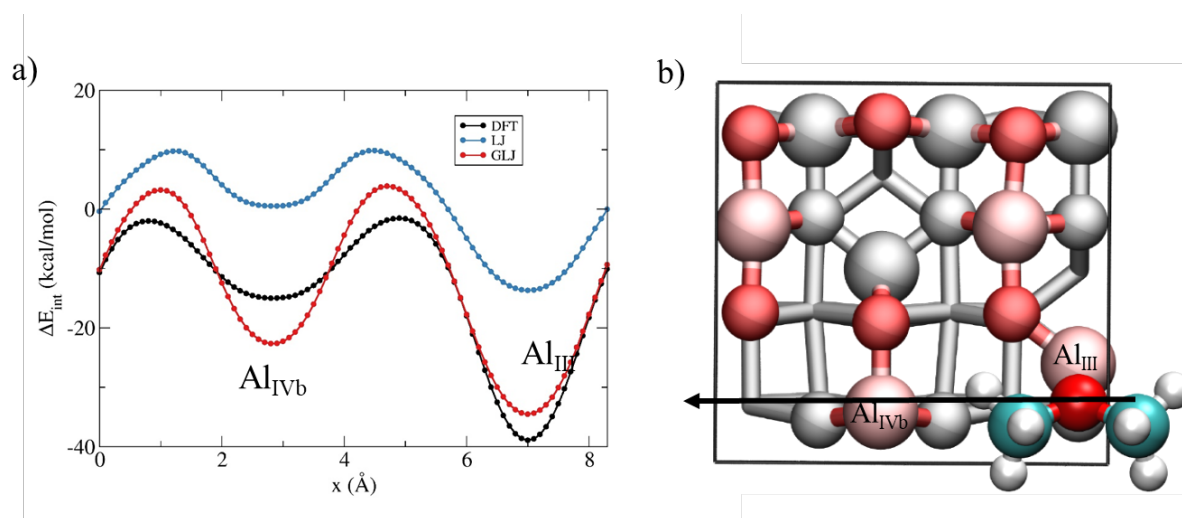 a)
20
0
-20
-40
ΔE_int (kcal/mol)
DFT
LJ
GLJ
Al_IVb
Al_III
0 2 4 6 8
x (Å)
b)
Al_III
Al_IVb